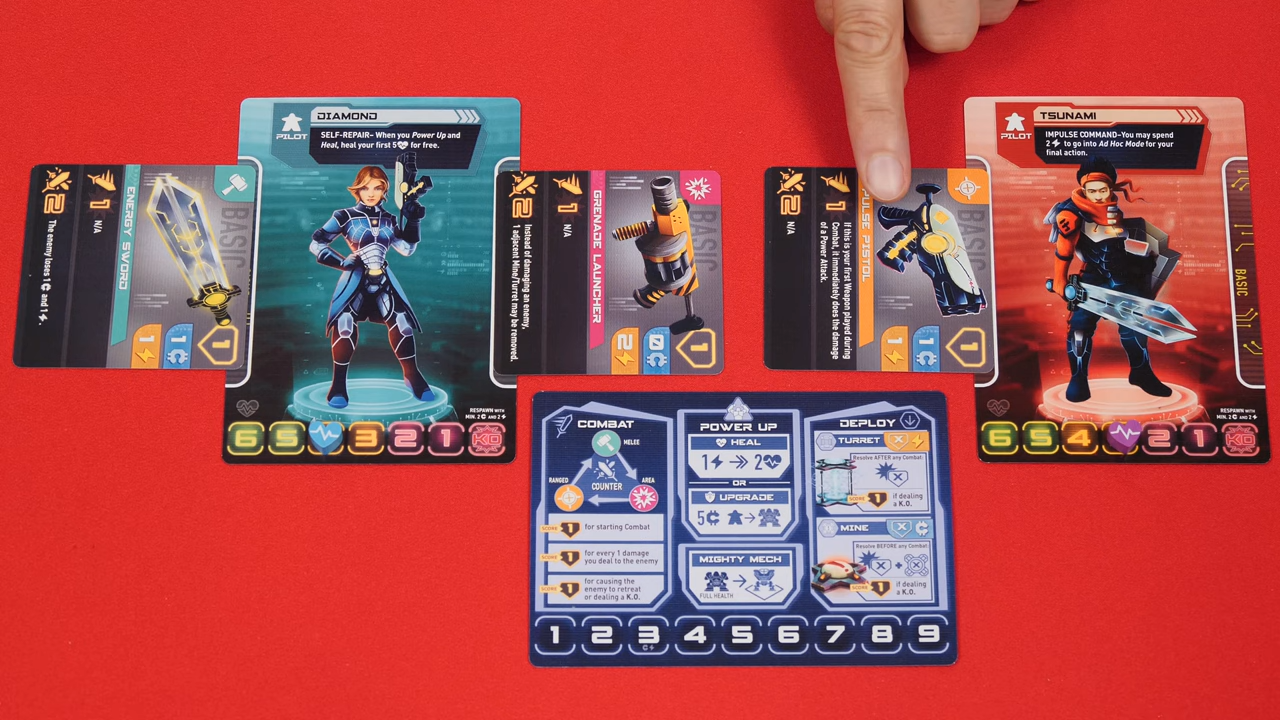 PILOT
DIAMOND
SELF-REPAIR– When you Power Up and
Heal, heal your first 5 for free.
RESPAWN WITH
MIN. 2 AND 2
6 5 3 2 1 KO
BASIC
ENERGY SWORD
1
N/A
2
The enemy loses 1 and 1.
1
1
1
BASIC
GRENADE LAUNCHER
1
N/A
2
Instead of damaging an enemy,
1 adjacent Mine/Turret may be removed.
2
0
1
BASIC
PULSE PISTOL
1
If this is your first Weapon played during
Combat, it immediately does the damage
of a Power Attack.
2
N/A
1
1
1
PILOT
TSUNAMI
IMPULSE COMMAND–You may spend
2 to go into Ad Hoc Mode for your
final action.
BASIC
RESPAWN WITH
MIN. 2 AND 2
6 5 4 2 1 KO
COMBAT
MELEE
RANGED
COUNTER
AREA
SCORE 1 for starting Combat
SCORE 1 for every 1 damage
you deal to the enemy
SCORE 1 for causing the
enemy to retreat
or dealing a K.O.
POWER UP
HEAL
1 2
OR
UPGRADE
5
MIGHTY MECH
FULL HEALTH
DEPLOY
TURRET X
Resolve AFTER any Combat:
X
SCORE 1 if dealing
a K.O.
MINE X
Resolve BEFORE any Combat:
X + X
SCORE 1 if dealing
a K.O.
1 2 3 4 5 6 7 8 9